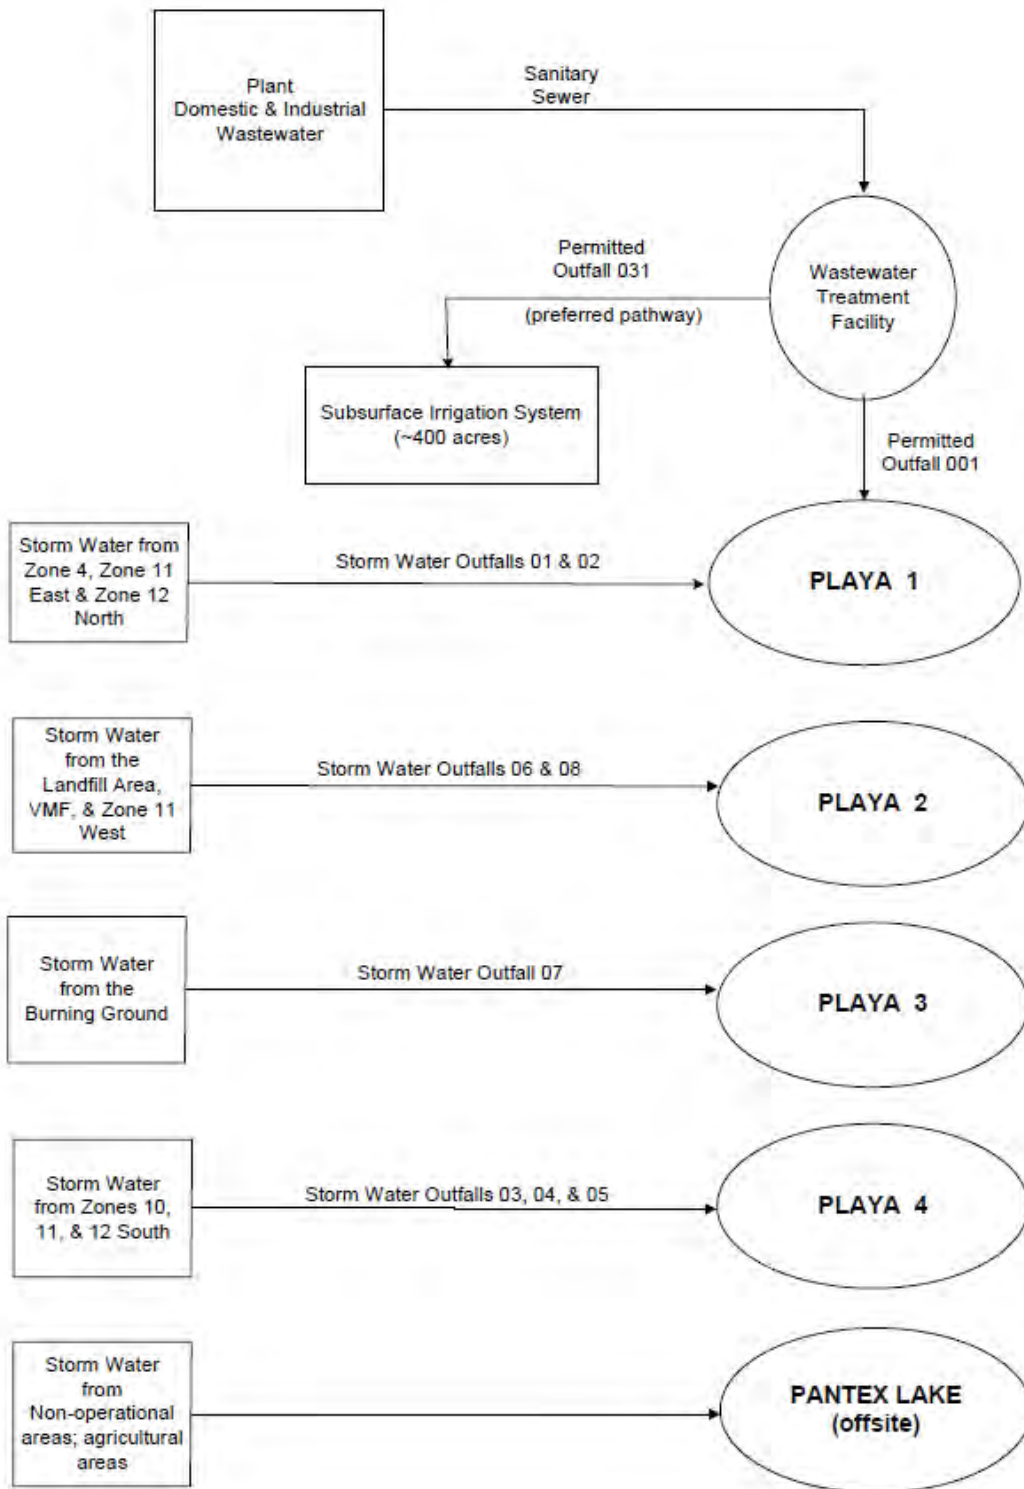 Plant
Domestic & Industrial
Wastewater
Sanitary
Sewer
Permitted
Outfall 031
(preferred pathway)
Wastewater
Treatment
Facility
Subsurface Irrigation System
(~400 acres)
Permitted
Outfall 001
Storm Water from
Zone 4, Zone 11
East & Zone 12
North
Storm Water Outfalls 01 & 02
PLAYA 1
Storm Water
from the
Landfill Area,
VMF, & Zone 11
West
Storm Water Outfalls 06 & 08
PLAYA 2
Storm Water
from the
Burning Ground
Storm Water Outfall 07
PLAYA 3
Storm Water
from Zones 10,
11, & 12 South
Storm Water Outfalls 03, 04, & 05
PLAYA 4
Storm Water
from
Non-operational
areas; agricultural
areas
PANTEX LAKE
(offsite)